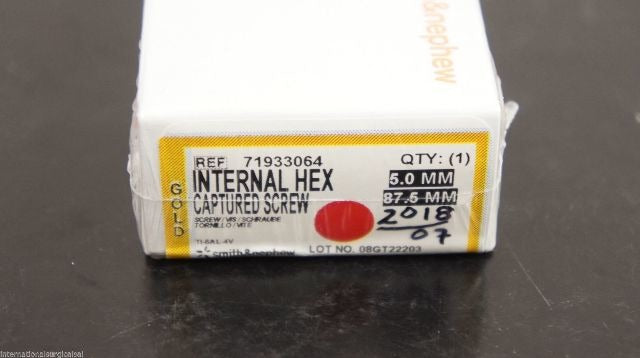 &nephew
REF 71933064 QTY: (1)
GOLD
INTERNAL HEX 5.0 MM
CAPTURED SCREW 87.5 MM
SCREW/VIS/SCHRAUBE
TORNILLO/VITE
2018/07
TI-6AL-4V
LOT NO. 08GT22203
smith&nephew
internationalsurgicalsel